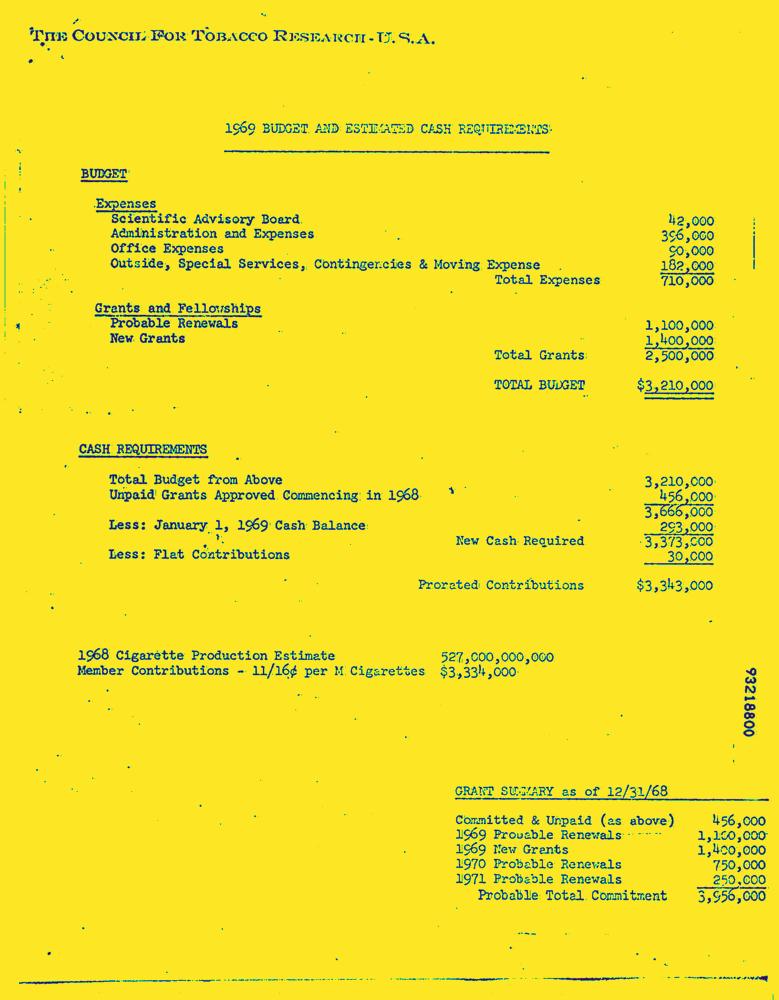 THE COUNCIL FOR TOBACCO RESEARCH - U.S.A.
1969 BUDGET AND ESTIMATED CASH REQUIREMENTS
BUDGET
Expenses
Scientific Advisory Board 42,000
Administration and Expenses 396,000
Office Expenses 90,000
Outside, Special Services, Contingencies & Moving Expense 182,000
Total Expenses 710,000
Grants and Fellowships
Probable Renewals 1,100,000
New Grants 1,400,000
Total Grants 2,500,000
TOTAL BUDGET $3,210,000
CASH REQUIREMENTS
Total Budget from Above 3,210,000
Unpaid Grants Approved Commencing in 1968 456,000
3,666,000
Less: January 1, 1969 Cash Balance 293,000
New Cash Required 3,373,000
Less: Flat Contributions 30,000
Prorated Contributions $3,343,000
1968 Cigarette Production Estimate 527,000,000,000
Member Contributions - 11/16¢ per M Cigarettes $3,334,000
93218800
GRANT SUMMARY as of 12/31/68
Committed & Unpaid (as above) 456,000
1969 Probable Renewals 1,100,000
1969 New Grants 1,400,000
1970 Probable Renewals 750,000
1971 Probable Renewals 250,000
Probable Total Commitment 3,956,000